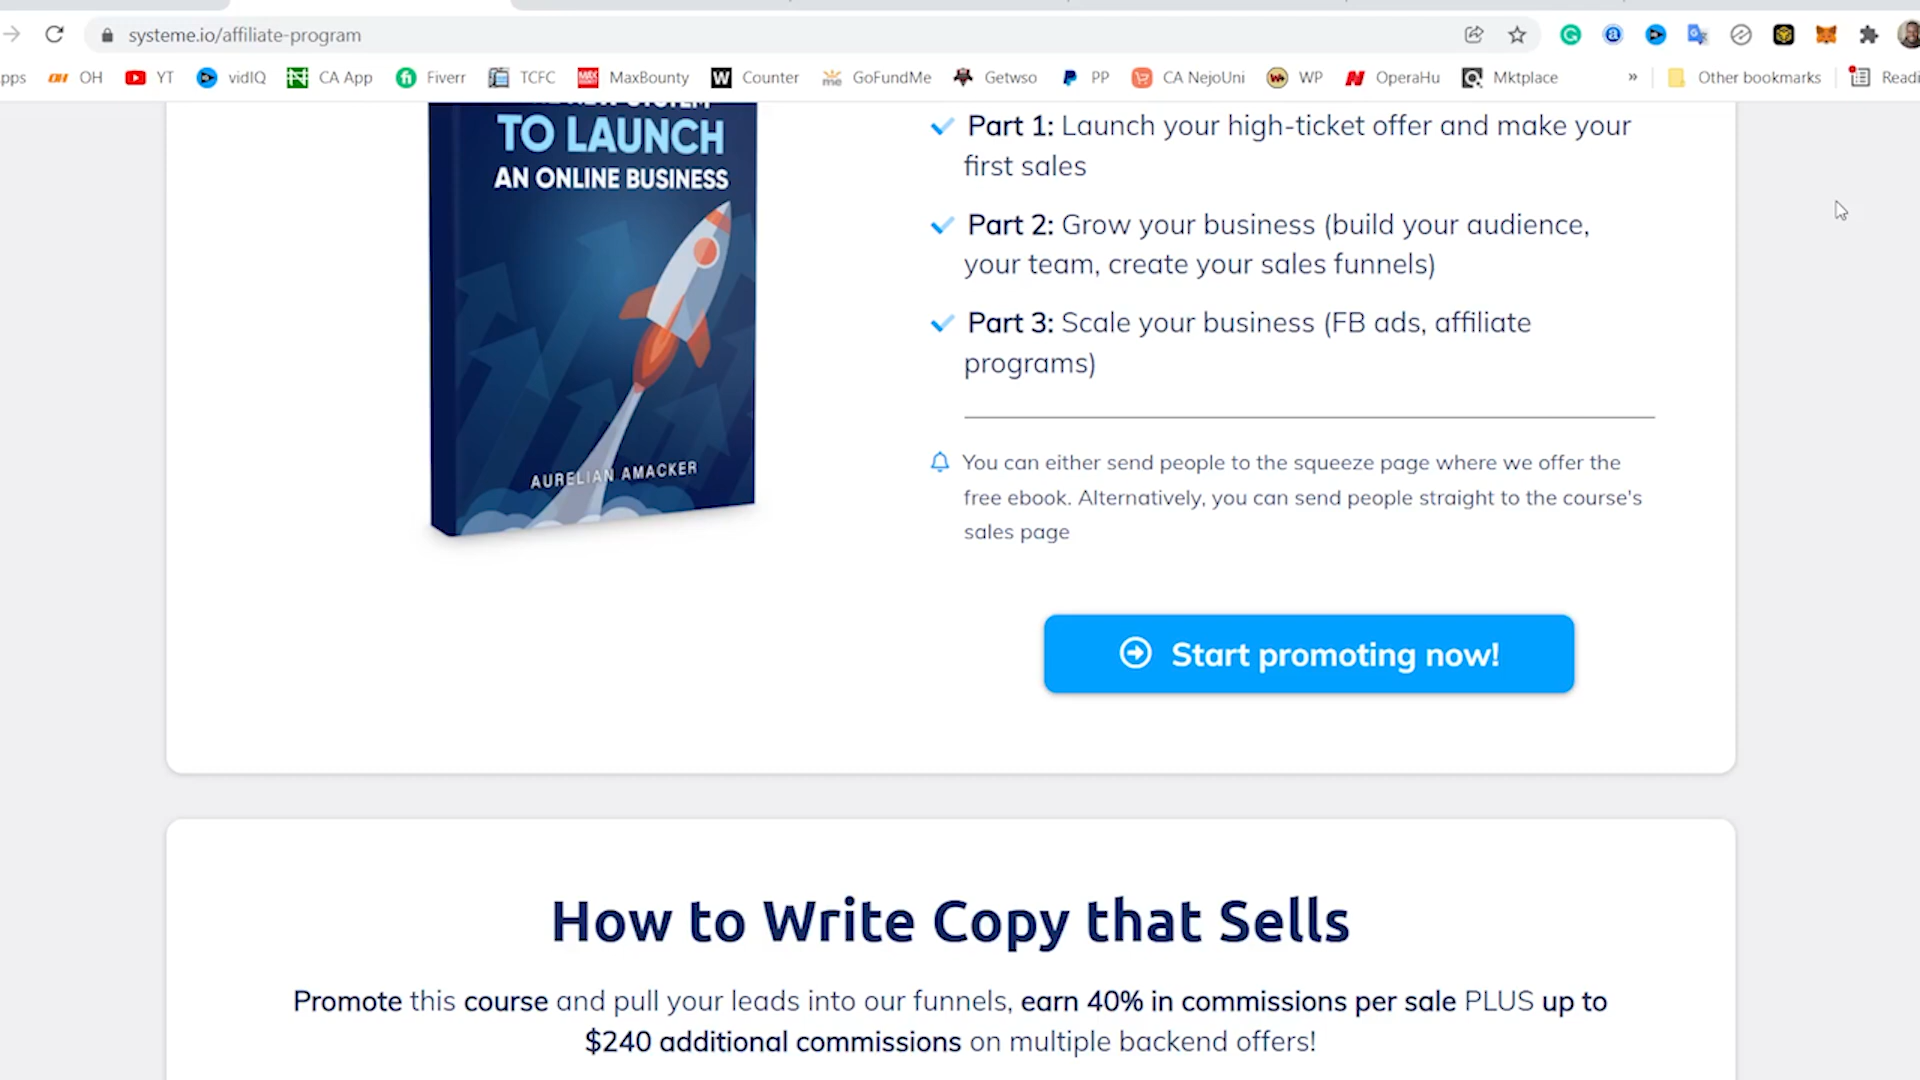 systeme.io/affiliate-program
pps OH YT vidIQ CA App Fiverr TCFC MaxBounty Counter GoFundMe Getwso PP CA NejoUni WP OperaHu Mktplace » Other bookmarks Readi
TO LAUNCH
AN ONLINE BUSINESS
AURELIAN AMACKER
Part 1: Launch your high-ticket offer and make your
first sales
Part 2: Grow your business (build your audience,
your team, create your sales funnels)
Part 3: Scale your business (FB ads, affiliate
programs)
You can either send people to the squeeze page where we offer the
free ebook. Alternatively, you can send people straight to the course's
sales page
Start promoting now!
How to Write Copy that Sells
Promote this course and pull your leads into our funnels, earn 40% in commissions per sale PLUS up to
$240 additional commissions on multiple backend offers!